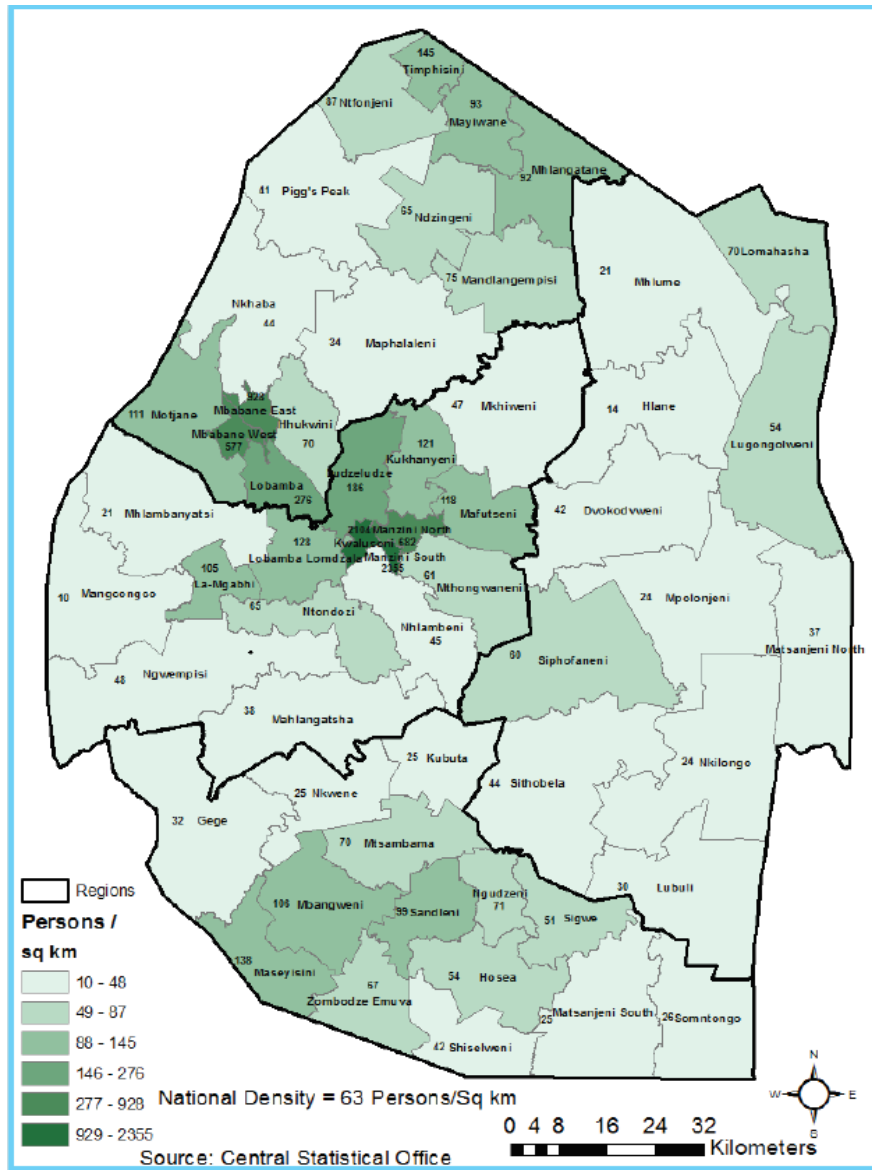 145
Timphisini
87 Ntfonjeni
93
Mayiwane
Mhlangatane
92
41
Pigg's Peak
65
Ndzingeni
75
Mandlangempisi
21
Mhlume
70 Lomahasha
Nkhaba
44
34
Maphalaleni
928
Mbabane East
111 Motjane
Mbabane West
577
Hhukwini
70
47
Mkhiweni
14
Hlane
54
Lugongolweni
121
Kukhanyeni
Ludzeludze
186
Lobamba
276
21
Mhlambanyatsi
118
Mafutseni
42
Dvokodvweni
128
Lobamba Lomdzala
2104
Kwaluseni
Manzini North
682
Manzini South
2355
105
La-Mgabhi
10
Mangcongco
61
Mthongwaneni
24
Mpolonjeni
65
Ntondozi
Nhlambeni
45
37
Matsanjeni North
60
Siphofaneni
48
Ngwempisi
38
Mahlangatsha
25
Kubuta
24 Nkilongo
44
Sithobela
25 Nkwene
32
Gege
70
Mtsambama
30
Lubuli
106
Mbangweni
99 Sandleni
Ngudzeni
71
51
Sigwe
138
Maseyisini
67
Zombodze Emuva
54
Hosea
25
Matsanjeni South
26 Somntongo
42 Shiselweni
Regions
Persons /
sq km
10 - 48
49 - 87
88 - 145
146 - 276
277 - 928
929 - 2355
National Density = 63 Persons/Sq km
N
W
E
S
0 4 8 16 24 32
Kilometers
Source: Central Statistical Office